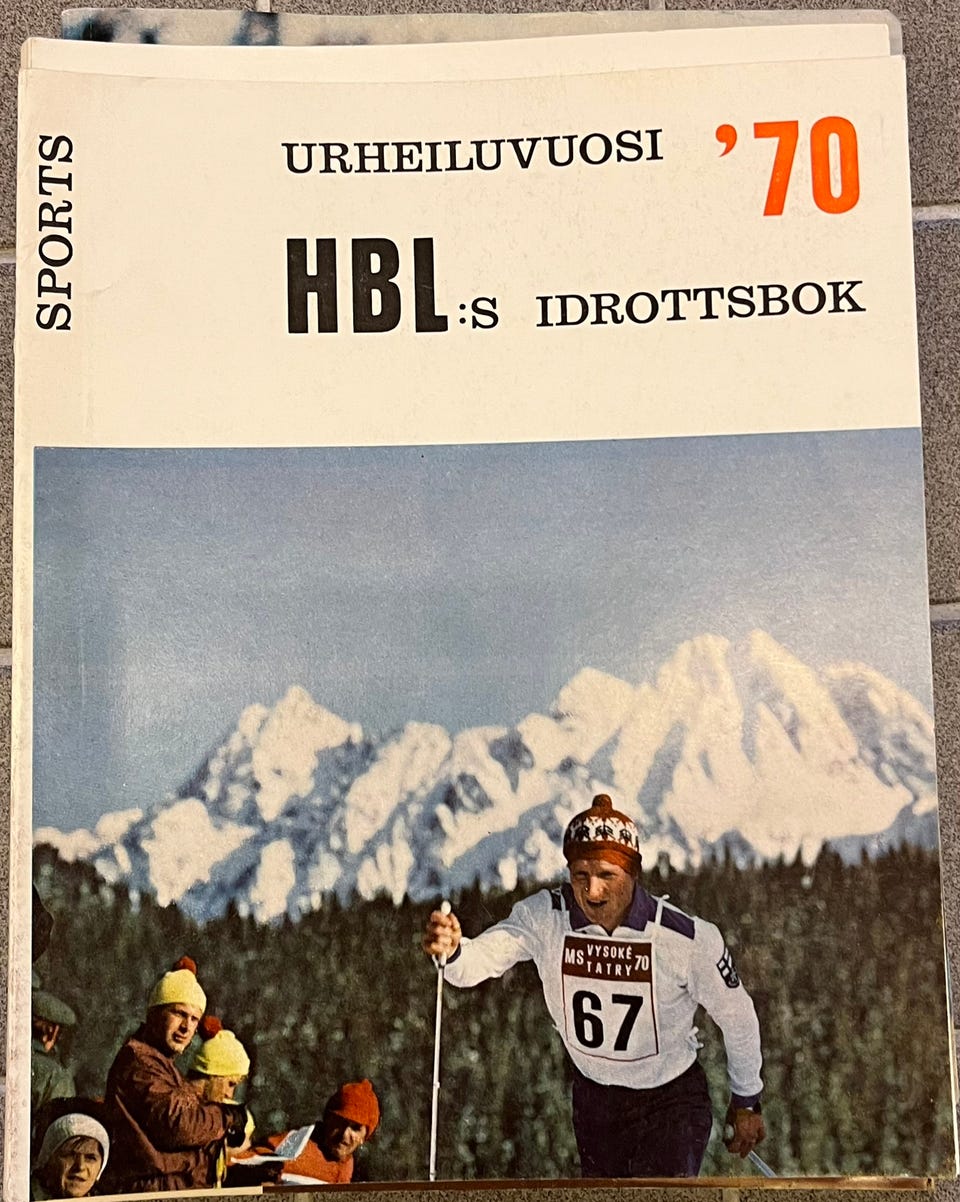 SPORTS
URHEILUVUOSI '70
HBL:S IDROTTSBOK
MS VYSOKÉ TATRY 70
67